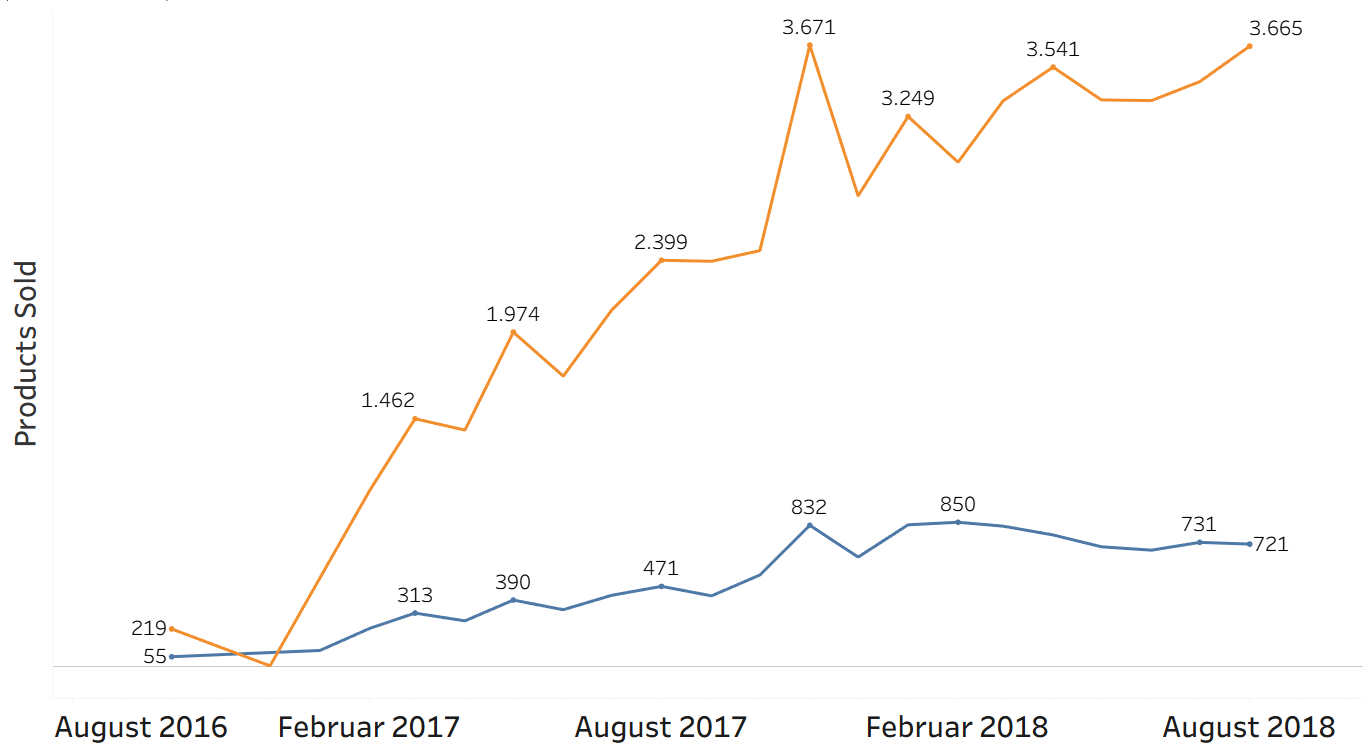 3.671
3.665
3.541
3.249
2.399
1.974
1.462
Products Sold
832
850
731
721
471
390
313
219
55
August 2016
Februar 2017
August 2017
Februar 2018
August 2018